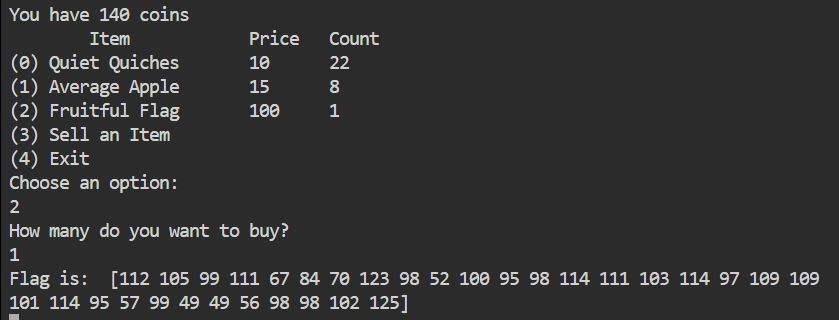 You have 140 coins
Item Price Count
(0) Quiet Quiches 10 22
(1) Average Apple 15 8
(2) Fruitful Flag 100 1
(3) Sell an Item
(4) Exit
Choose an option:
2
How many do you want to buy?
1
Flag is:  [112 105 99 111 67 84 70 123 98 52 100 95 98 114 111 103 114 97 109 109
101 114 95 57 99 49 49 56 98 98 102 125]